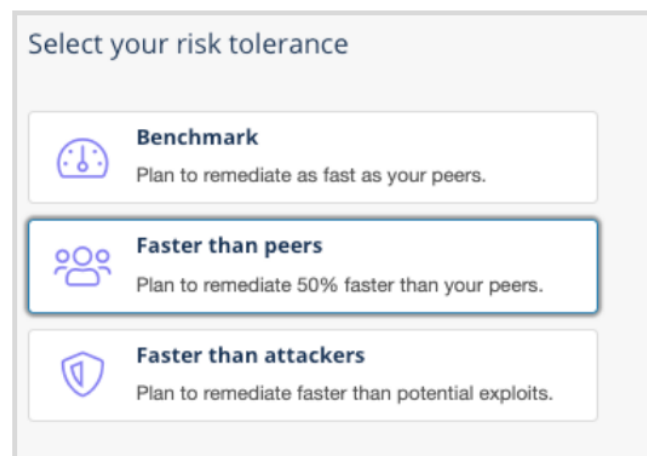 Select your risk tolerance
Benchmark
Plan to remediate as fast as your peers.
Faster than peers
Plan to remediate 50% faster than your peers.
Faster than attackers
Plan to remediate faster than potential exploits.